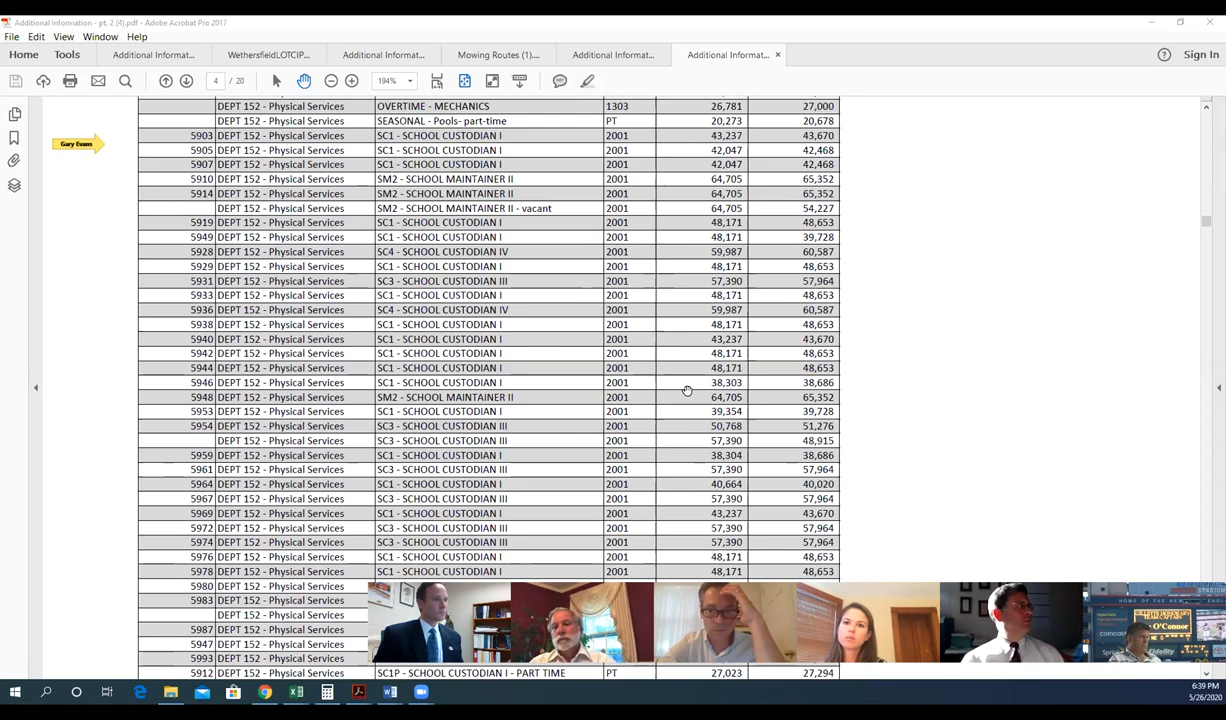 Additional Information - pt. 2 (4).pdf - Adobe Acrobat Pro 2017
File Edit View Window Help
Home Tools Additional Informat... WethersfieldLOTCIP... Additional Informat... Mowing Routes (1).... Additional Informat... Additional Informat... × Sign In
4 / 20 194%
DEPT 152 - Physical Services OVERTIME - MECHANICS 1303 26,781 27,000
DEPT 152 - Physical Services SEASONAL - Pools- part-time PT 20,273 20,678
5903 DEPT 152 - Physical Services SC1 - SCHOOL CUSTODIAN I 2001 43,237 43,670
Gary Evans
5905 DEPT 152 - Physical Services SC1 - SCHOOL CUSTODIAN I 2001 42,047 42,468
5907 DEPT 152 - Physical Services SC1 - SCHOOL CUSTODIAN I 2001 42,047 42,468
5910 DEPT 152 - Physical Services SM2 - SCHOOL MAINTAINER II 2001 64,705 65,352
5914 DEPT 152 - Physical Services SM2 - SCHOOL MAINTAINER II 2001 64,705 65,352
DEPT 152 - Physical Services SM2 - SCHOOL MAINTAINER II - vacant 2001 64,705 54,227
5919 DEPT 152 - Physical Services SC1 - SCHOOL CUSTODIAN I 2001 48,171 48,653
5949 DEPT 152 - Physical Services SC1 - SCHOOL CUSTODIAN I 2001 48,171 39,728
5928 DEPT 152 - Physical Services SC4 - SCHOOL CUSTODIAN IV 2001 59,987 60,587
5929 DEPT 152 - Physical Services SC1 - SCHOOL CUSTODIAN I 2001 48,171 48,653
5931 DEPT 152 - Physical Services SC3 - SCHOOL CUSTODIAN III 2001 57,390 57,964
5933 DEPT 152 - Physical Services SC1 - SCHOOL CUSTODIAN I 2001 48,171 48,653
5936 DEPT 152 - Physical Services SC4 - SCHOOL CUSTODIAN IV 2001 59,987 60,587
5938 DEPT 152 - Physical Services SC1 - SCHOOL CUSTODIAN I 2001 48,171 48,653
5940 DEPT 152 - Physical Services SC1 - SCHOOL CUSTODIAN I 2001 43,237 43,670
5942 DEPT 152 - Physical Services SC1 - SCHOOL CUSTODIAN I 2001 48,171 48,653
5944 DEPT 152 - Physical Services SC1 - SCHOOL CUSTODIAN I 2001 48,171 48,653
5946 DEPT 152 - Physical Services SC1 - SCHOOL CUSTODIAN I 2001 38,303 38,686
5948 DEPT 152 - Physical Services SM2 - SCHOOL MAINTAINER II 2001 64,705 65,352
5953 DEPT 152 - Physical Services SC1 - SCHOOL CUSTODIAN I 2001 39,354 39,728
5954 DEPT 152 - Physical Services SC3 - SCHOOL CUSTODIAN III 2001 50,768 51,276
DEPT 152 - Physical Services SC3 - SCHOOL CUSTODIAN III 2001 57,390 48,915
5959 DEPT 152 - Physical Services SC1 - SCHOOL CUSTODIAN I 2001 38,304 38,686
5961 DEPT 152 - Physical Services SC3 - SCHOOL CUSTODIAN III 2001 57,390 57,964
5964 DEPT 152 - Physical Services SC1 - SCHOOL CUSTODIAN I 2001 40,664 40,020
5967 DEPT 152 - Physical Services SC3 - SCHOOL CUSTODIAN III 2001 57,390 57,964
5969 DEPT 152 - Physical Services SC1 - SCHOOL CUSTODIAN I 2001 43,237 43,670
5972 DEPT 152 - Physical Services SC3 - SCHOOL CUSTODIAN III 2001 57,390 57,964
5974 DEPT 152 - Physical Services SC3 - SCHOOL CUSTODIAN III 2001 57,390 57,964
5976 DEPT 152 - Physical Services SC1 - SCHOOL CUSTODIAN I 2001 48,171 48,653
5978 DEPT 152 - Physical Services SC1 - SCHOOL CUSTODIAN I 2001 48,171 48,653
5980 DEPT 152 - Physical Services
5983 DEPT 152 - Physical Services
DEPT 152 - Physical Services
5987 DEPT 152 - Physical Services
5947 DEPT 152 - Physical Services
5993 DEPT 152 - Physical Services
5912 DEPT 152 - Physical Services SC1P - SCHOOL CUSTODIAN I - PART TIME PT 27,023 27,294
STADIUM
HOME OF THE NEW
TEAM CAPTAIN
O'Connor
comcast
Fidelity
6:39 PM
5/26/2020